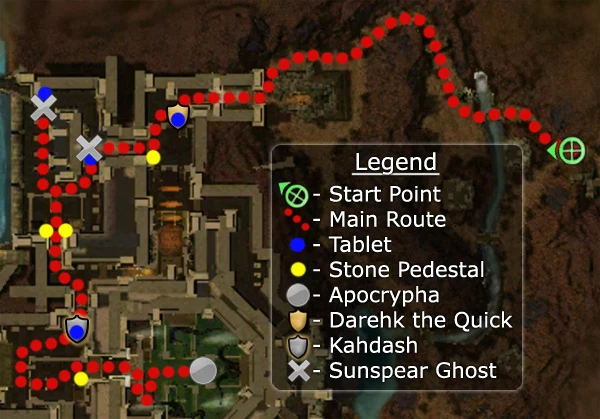 Legend
- Start Point
- Main Route
- Tablet
- Stone Pedestal
- Apocrypha
- Darehk the Quick
- Kahdash
- Sunspear Ghost